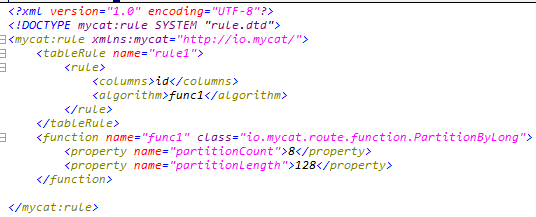 <?xml version="1.0" encoding="UTF-8"?>
<!DOCTYPE mycat:rule SYSTEM "rule.dtd">
<mycat:rule xmlns:mycat="http://io.mycat/">
<tableRule name="rule1">
<rule>
<columns>id</columns>
<algorithm>func1</algorithm>
</rule>
</tableRule>
<function name="func1" class="io.mycat.route.function.PartitionByLong">
<property name="partitionCount">8</property>
<property name="partitionLength">128</property>
</function>
</mycat:rule>